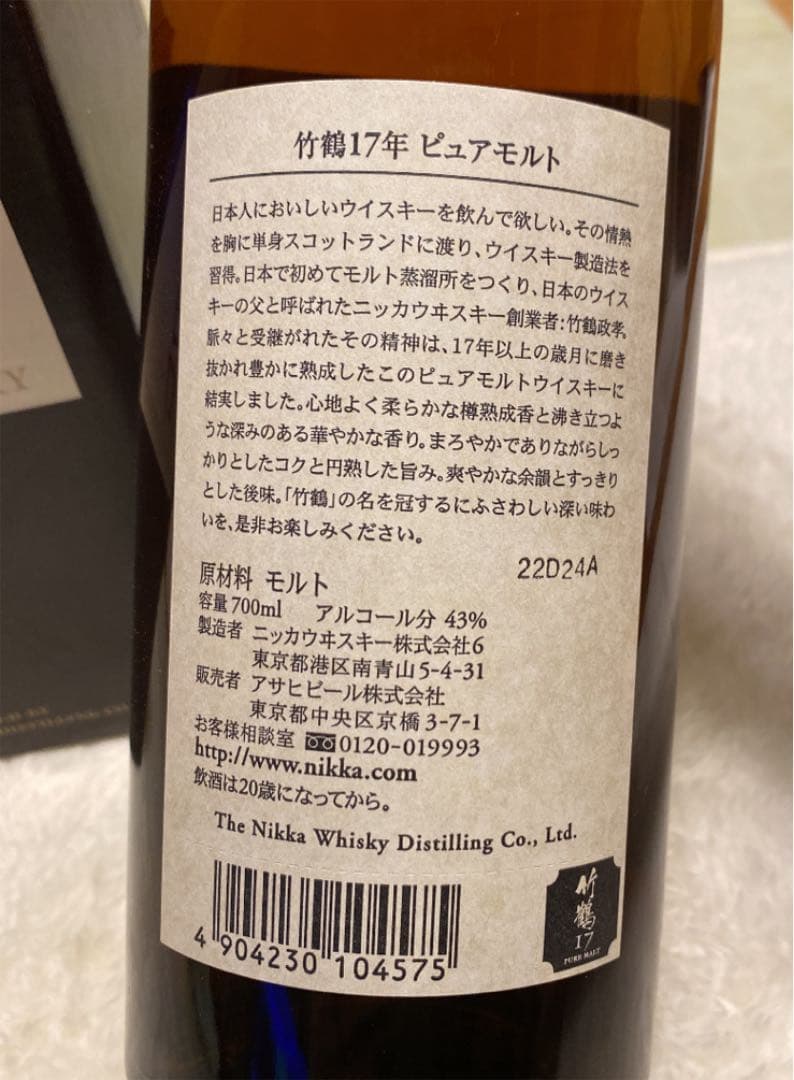 竹鶴17年 ピュアモルト
日本人においしいウイスキーを飲んで欲しい。その情熱
を胸に単身スコットランドに渡り、ウイスキー製造法を
習得。日本で初めてモルト蒸溜所をつくり、日本のウイス
キーの父と呼ばれたニッカウヰスキー創業者:竹鶴政孝。
脈々と受継がれたその精神は、17年以上の歳月に磨き
抜かれ豊かに熟成したこのピュアモルトウイスキーに
結実しました。心地よく柔らかな樽熟成香と沸き立つよ
うな深みのある華やかな香り。まろやかでありながらしっ
かりとしたコクと円熟した旨み。爽やかな余韻とすっきり
とした後味。「竹鶴」の名を冠するにふさわしい深い味わ
いを、是非お楽しみください。
22D24A
原材料 モルト
容量 700ml アルコール分 43%
製造者 ニッカウヰスキー株式会社6
東京都港区南青山5-4-31
販売者 アサヒビール株式会社
東京都中央区京橋3-7-1
お客様相談室 0120-019993
http://www.nikka.com
飲酒は20歳になってから。
The Nikka Whisky Distilling Co., Ltd.
4 904230 104575
竹鶴
17
PURE MALT